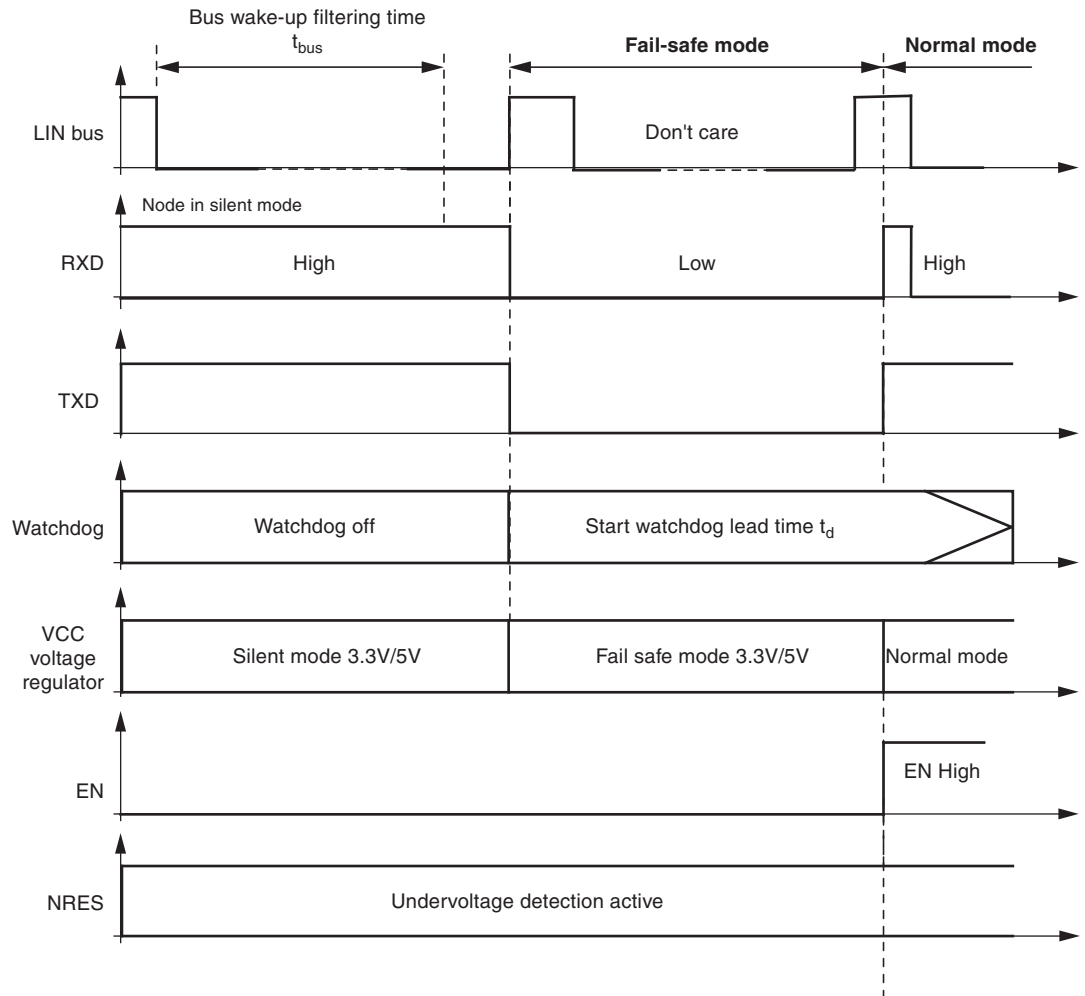 Bus wake-up filtering time
tbus
Fail-safe mode
Normal mode
LIN bus
Don't care
Node in silent mode
RXD
High
Low
High
TXD
Watchdog
Watchdog off
Start watchdog lead time td
VCC
voltage
regulator
Silent mode 3.3V/5V
Fail safe mode 3.3V/5V
Normal mode
EN
EN High
NRES
Undervoltage detection active